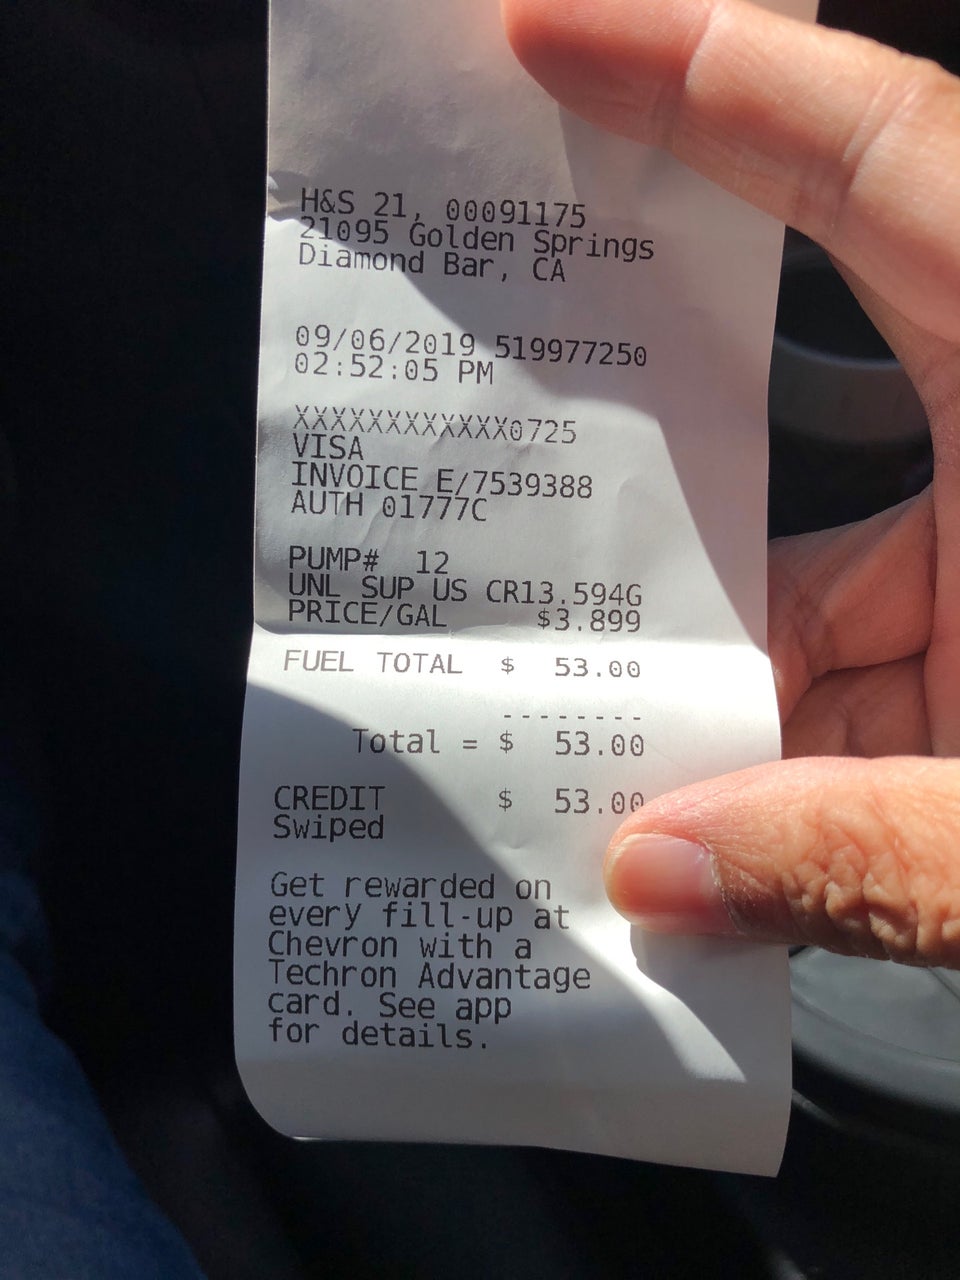 H&S 21, 00091175
21095 Golden Springs
Diamond Bar, CA
09/06/2019 519977250
02:52:05 PM
XXXXXXXXXXXX0725
VISA
INVOICE E/7539388
AUTH 01777C
PUMP# 12
UNL SUP US CR13.594G
PRICE/GAL $3.899
FUEL TOTAL $ 53.00
--------
Total = $ 53.00
CREDIT $ 53.00
Swiped
Get rewarded on
every fill-up at
Chevron with a
Techron Advantage
card. See app
for details.